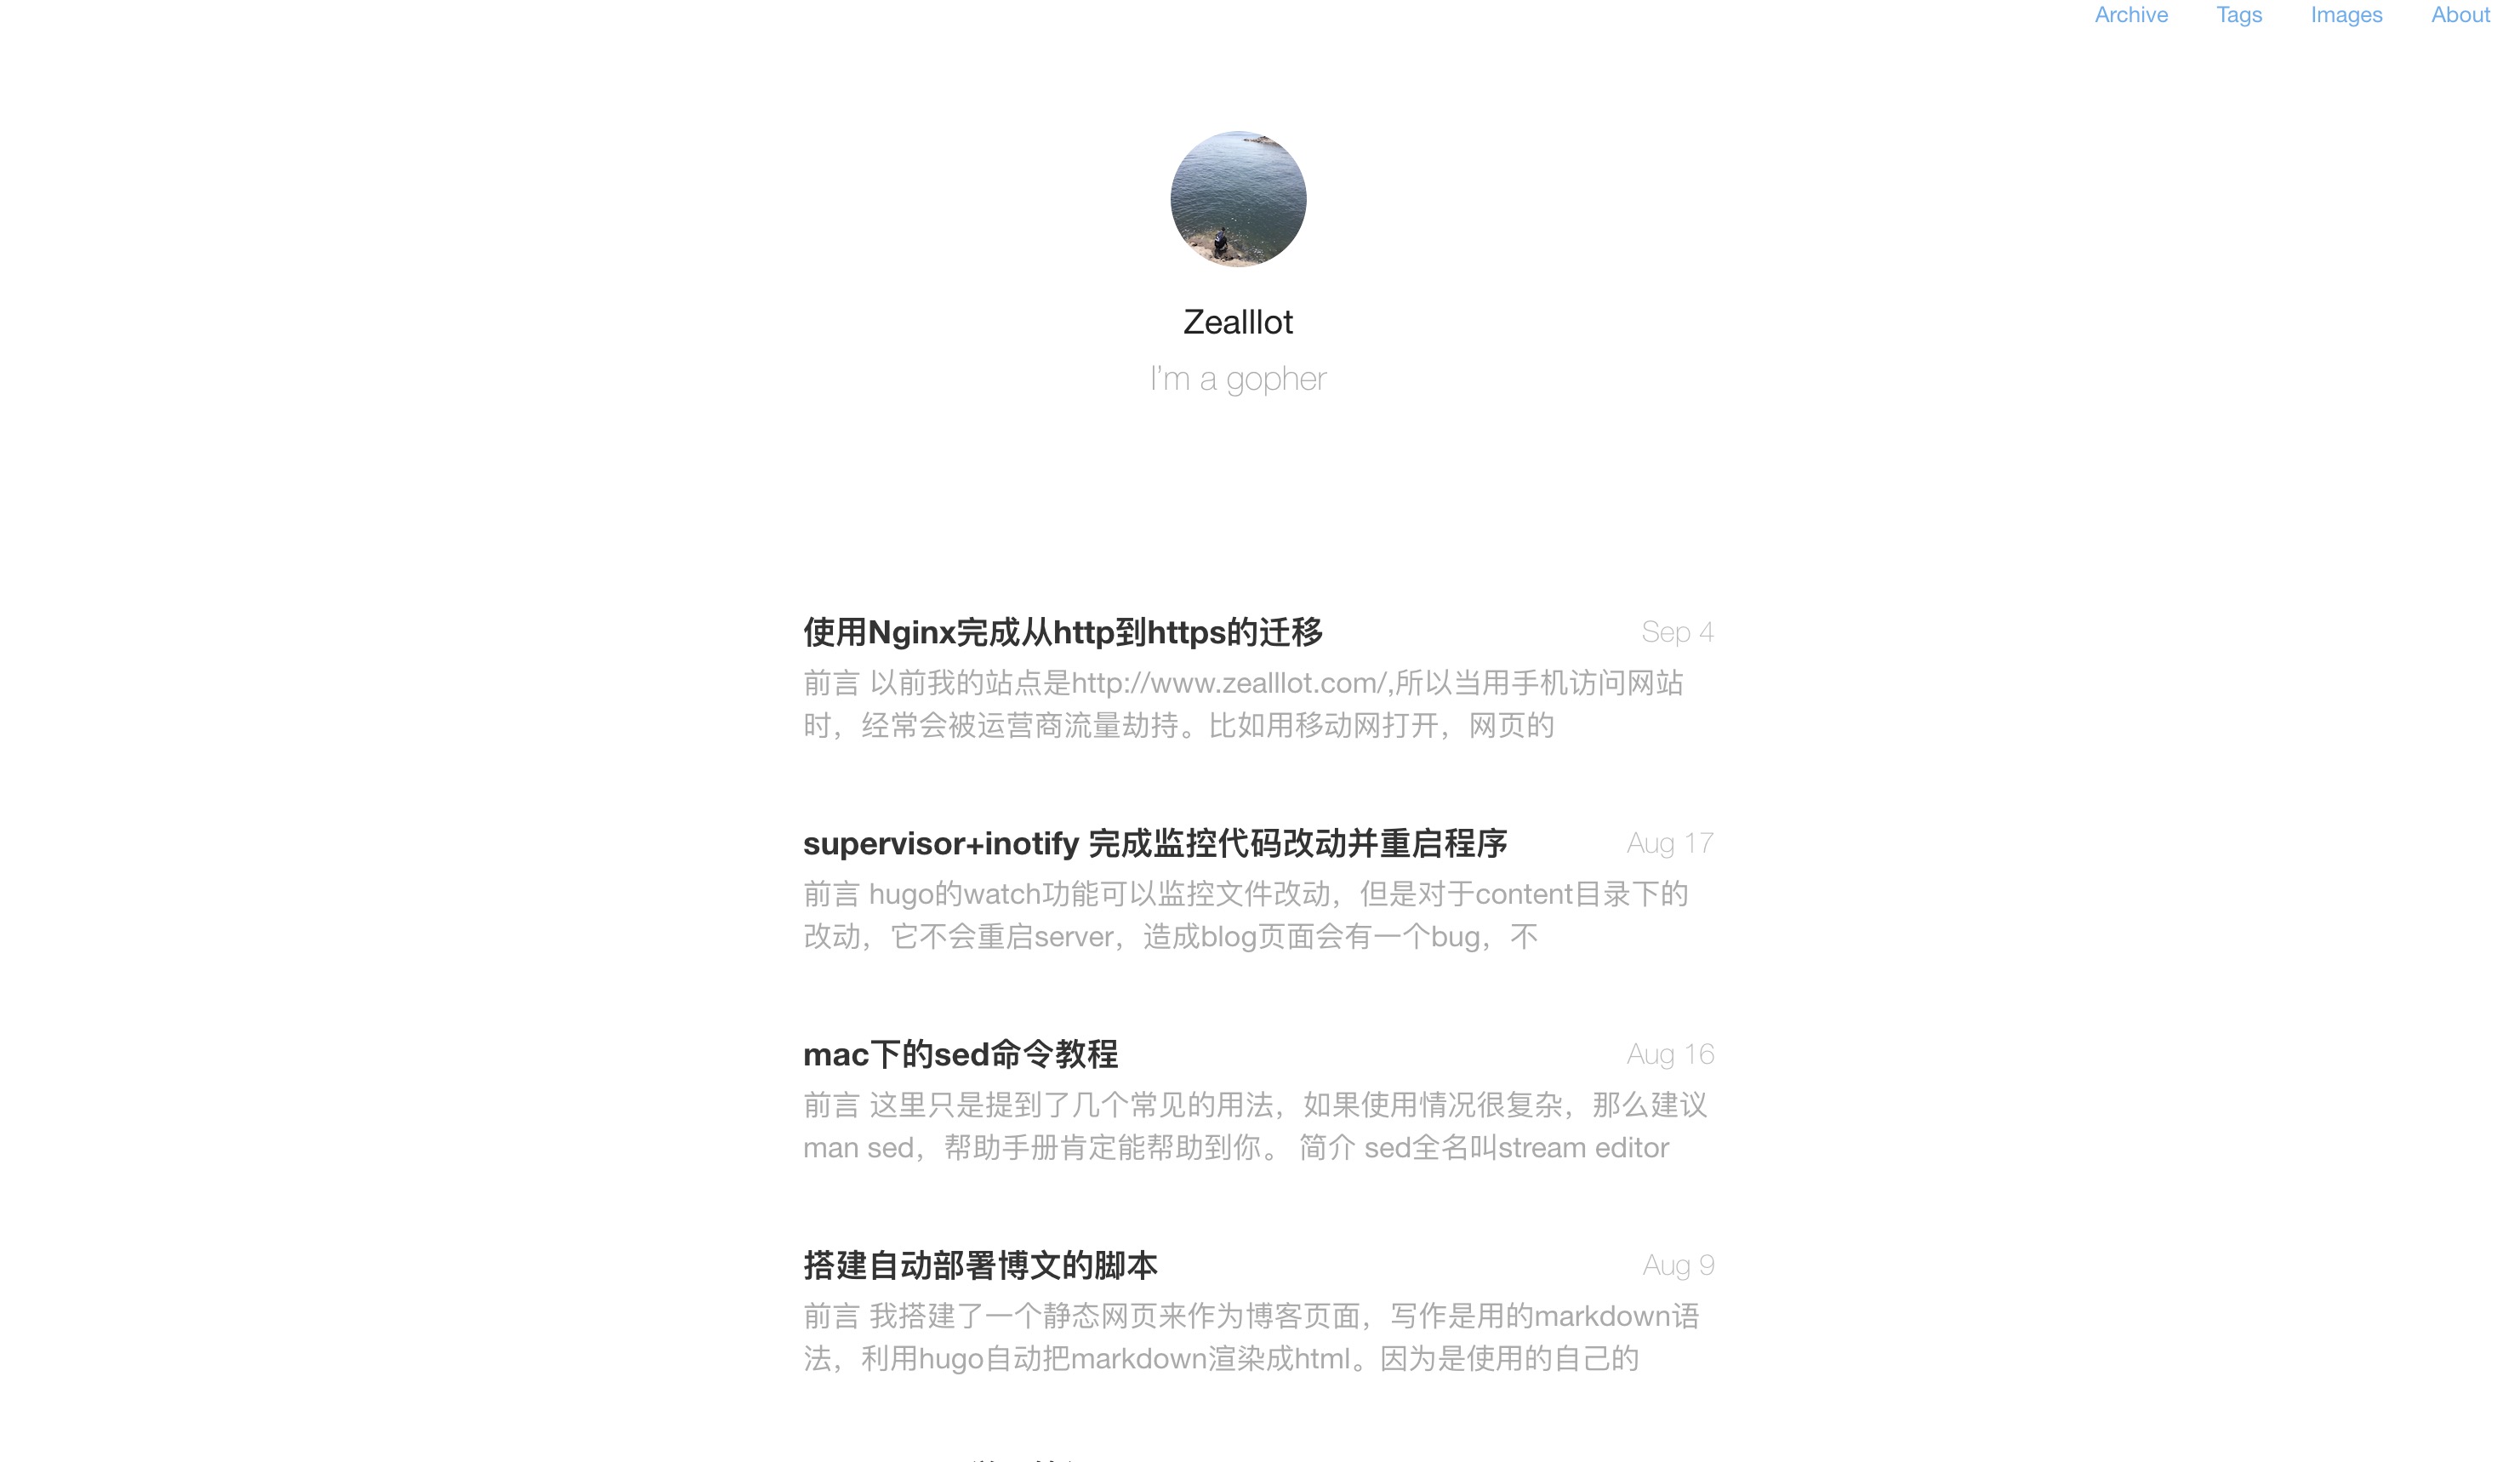 Archive Tags Images About
Zealllot
I'm a gopher
使用Nginx完成从http到https的迁移 Sep 4
前言 以前我的站点是http://www.zealllot.com/,所以当用手机访问网站
时，经常会被运营商流量劫持。比如用移动网打开，网页的
supervisor+inotify 完成监控代码改动并重启程序 Aug 17
前言 hugo的watch功能可以监控文件改动，但是对于content目录下的
改动，它不会重启server，造成blog页面会有一个bug，不
mac下的sed命令教程 Aug 16
前言 这里只是提到了几个常见的用法，如果使用情况很复杂，那么建议
man sed，帮助手册肯定能帮助到你。 简介 sed全名叫stream editor
搭建自动部署博文的脚本 Aug 9
前言 我搭建了一个静态网页来作为博客页面，写作是用的markdown语
法，利用hugo自动把markdown渲染成html。因为是使用的自己的